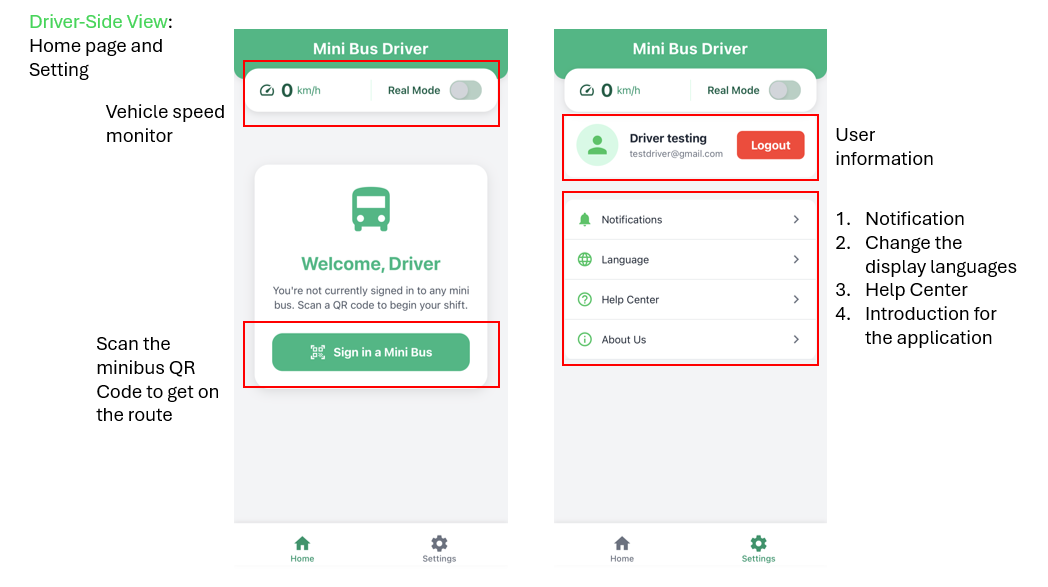 Driver-Side View:
Home page and
Setting
Vehicle speed
monitor
Scan the
minibus QR
Code to get on
the route
Mini Bus Driver
0 km/h Real Mode
Welcome, Driver
You're not currently signed in to any mini
bus. Scan a QR code to begin your shift.
Sign in a Mini Bus
Home Settings
Mini Bus Driver
0 km/h Real Mode
Driver testing
testdriver@gmail.com
Logout
Notifications
Language
Help Center
About Us
Home Settings
User
information
1. Notification
2. Change the
display languages
3. Help Center
4. Introduction for
the application